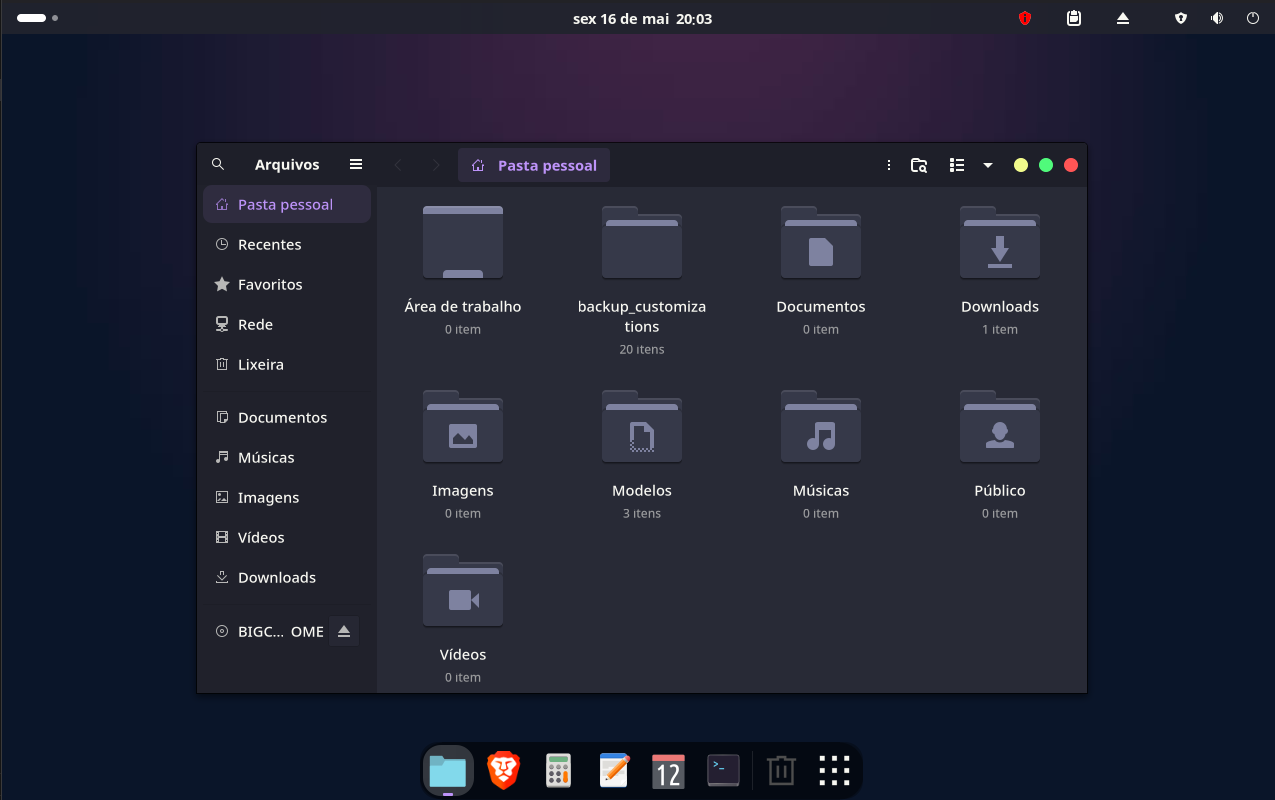 sex 16 de mai 20:03
Arquivos
Pasta pessoal
Pasta pessoal
Recentes
Favoritos
Rede
Lixeira
Documentos
Músicas
Imagens
Vídeos
Downloads
BIGC... OME
Área de trabalho
0 item
backup_customiza
tions
20 itens
Documentos
0 item
Downloads
1 item
Imagens
0 item
Modelos
3 itens
Músicas
0 item
Público
0 item
Vídeos
0 item
12
>_